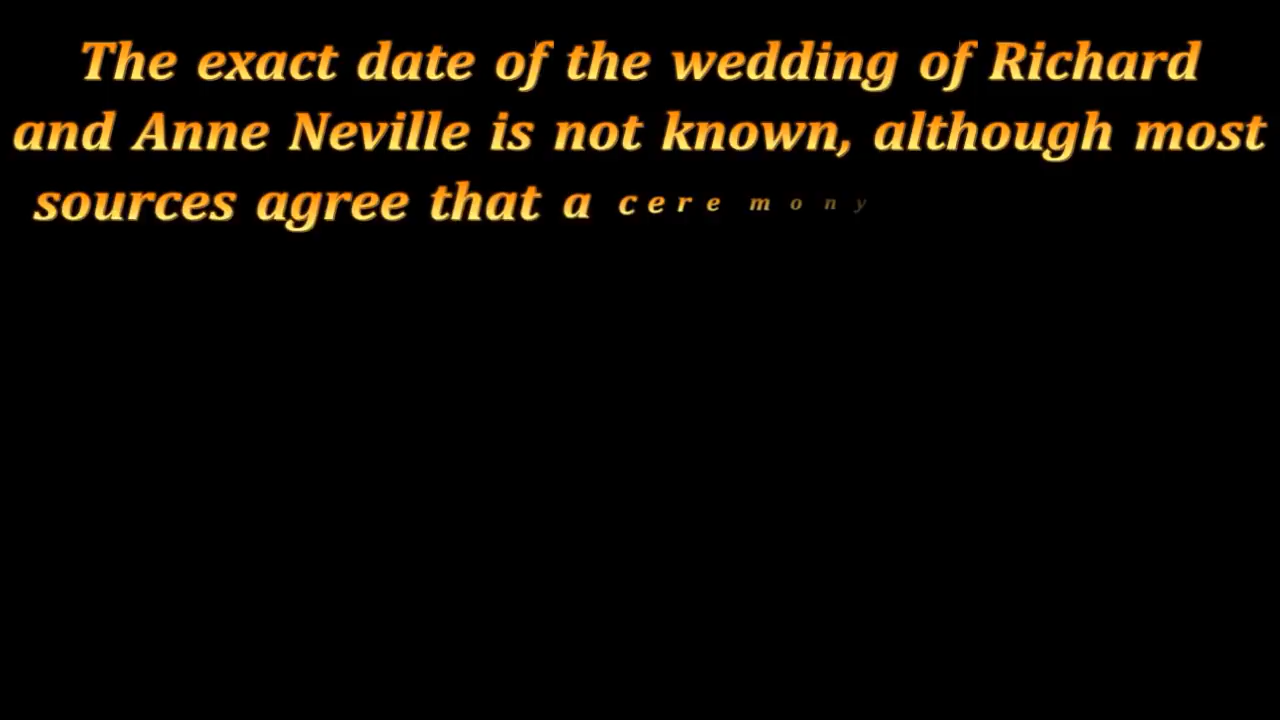 The exact date of the wedding of Richard
and Anne Neville is not known, although most
sources agree that a ceremony